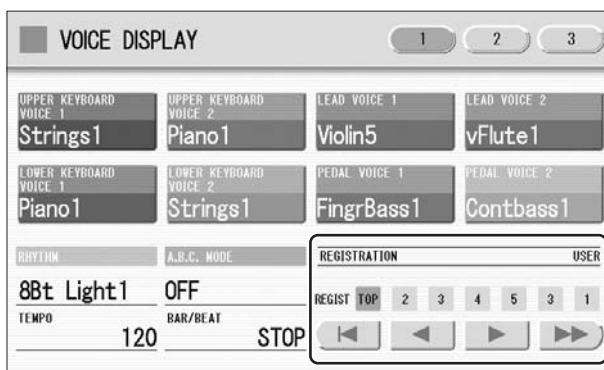 VOICE DISPLAY 1 2 3
UPPER KEYBOARD VOICE 1
Strings1
UPPER KEYBOARD VOICE 2
Piano1
LEAD VOICE 1
Violin5
LEAD VOICE 2
vFlute1
LOWER KEYBOARD VOICE 1
Piano1
LOWER KEYBOARD VOICE 2
Strings1
PEDAL VOICE 1
FingrBass1
PEDAL VOICE 2
Contbass1
RHYTHM
8Bt Light1
A.B.C. MODE
OFF
TEMPO
120
BAR/BEAT
STOP
REGISTRATION USER
REGIST TOP 2 3 4 5 3 1